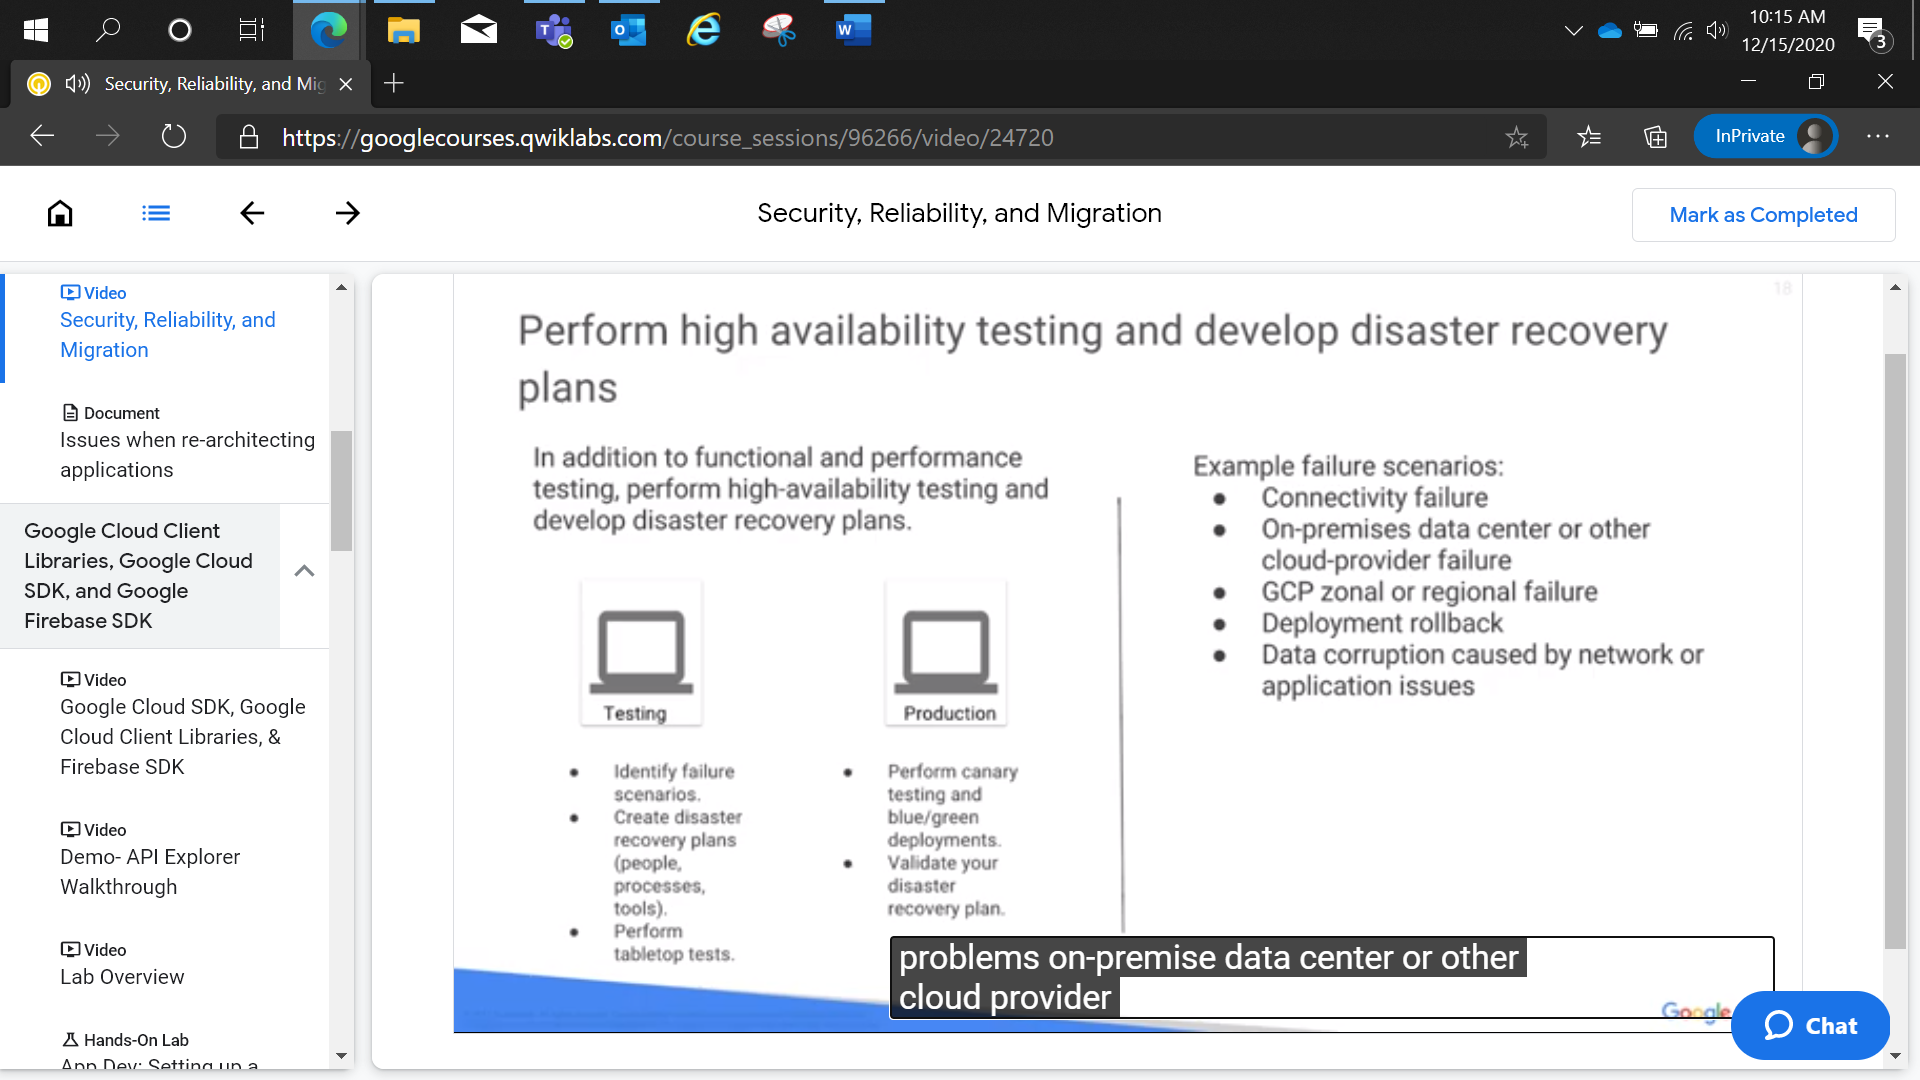 10:15 AM
12/15/2020
3
Security, Reliability, and Mig
https://googlecourses.qwiklabs.com/course_sessions/96266/video/24720
InPrivate
Security, Reliability, and Migration
Mark as Completed
Video
Security, Reliability, and
Migration
Document
Issues when re-architecting
applications
Google Cloud Client
Libraries, Google Cloud
SDK, and Google
Firebase SDK
Video
Google Cloud SDK, Google
Cloud Client Libraries, &
Firebase SDK
Video
Demo- API Explorer
Walkthrough
Video
Lab Overview
Hands-On Lab
App Dev: Setting up a
18
Perform high availability testing and develop disaster recovery
plans
In addition to functional and performance
testing, perform high-availability testing and
develop disaster recovery plans.
Testing
• Identify failure
scenarios.
• Create disaster
recovery plans
(people,
processes,
tools).
• Perform
tabletop tests.
Production
• Perform canary
testing and
blue/green
deployments.
• Validate your
disaster
recovery plan.
Example failure scenarios:
• Connectivity failure
• On-premises data center or other
cloud-provider failure
• GCP zonal or regional failure
• Deployment rollback
• Data corruption caused by network or
application issues
problems on-premise data center or other
cloud provider
Google
Chat